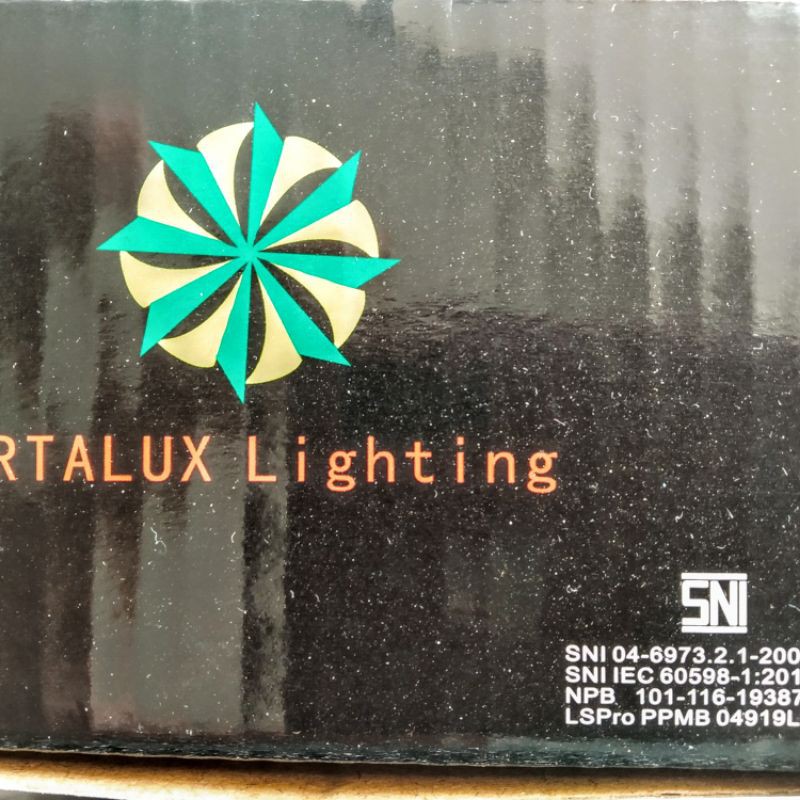 RTALUX Lighting
SNI
SNI 04-6973.2.1-200
SNI IEC 60598-1:201
NPB 101-116-19387
LSPro PPMB 04919L